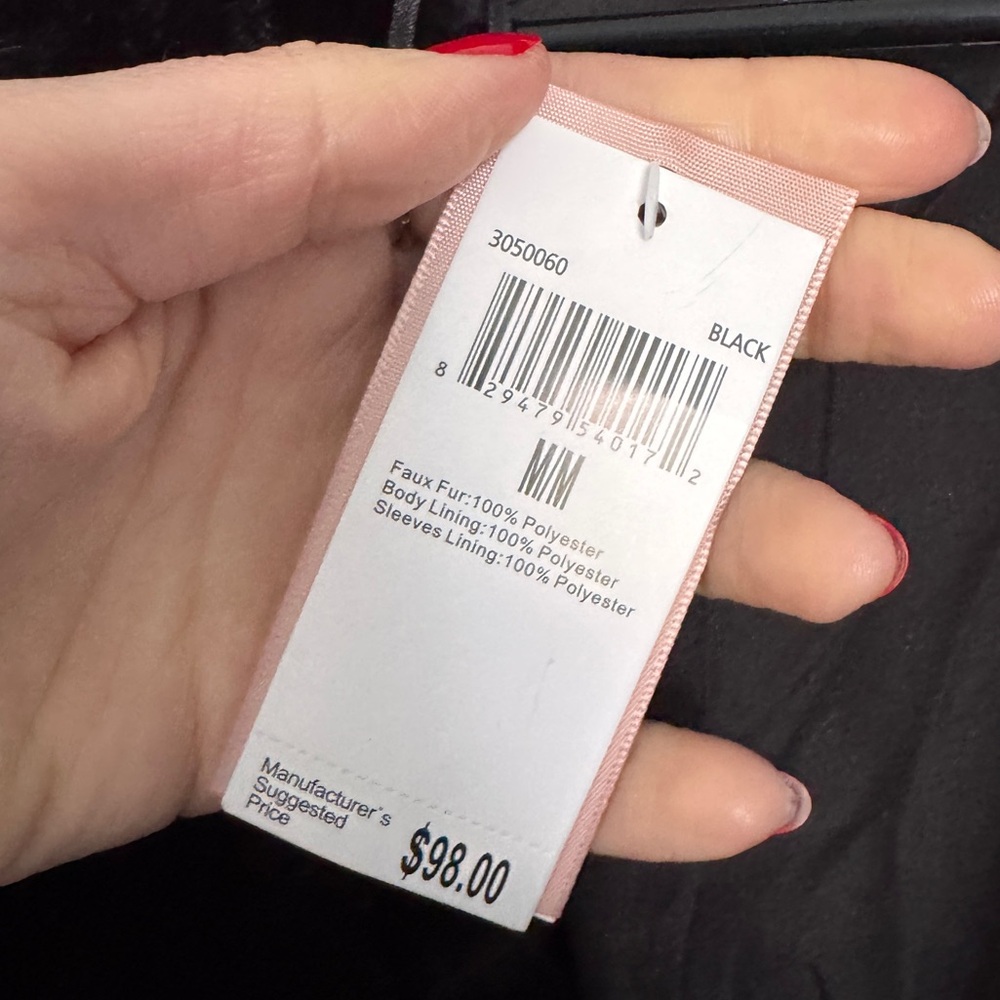 3050060
BLACK
8 29479 54017 2
M/M
Faux Fur:100% Polyester
Body Lining:100% Polyester
Sleeves Lining:100% Polyester
Manufacturer's
Suggested
Price
$98.00